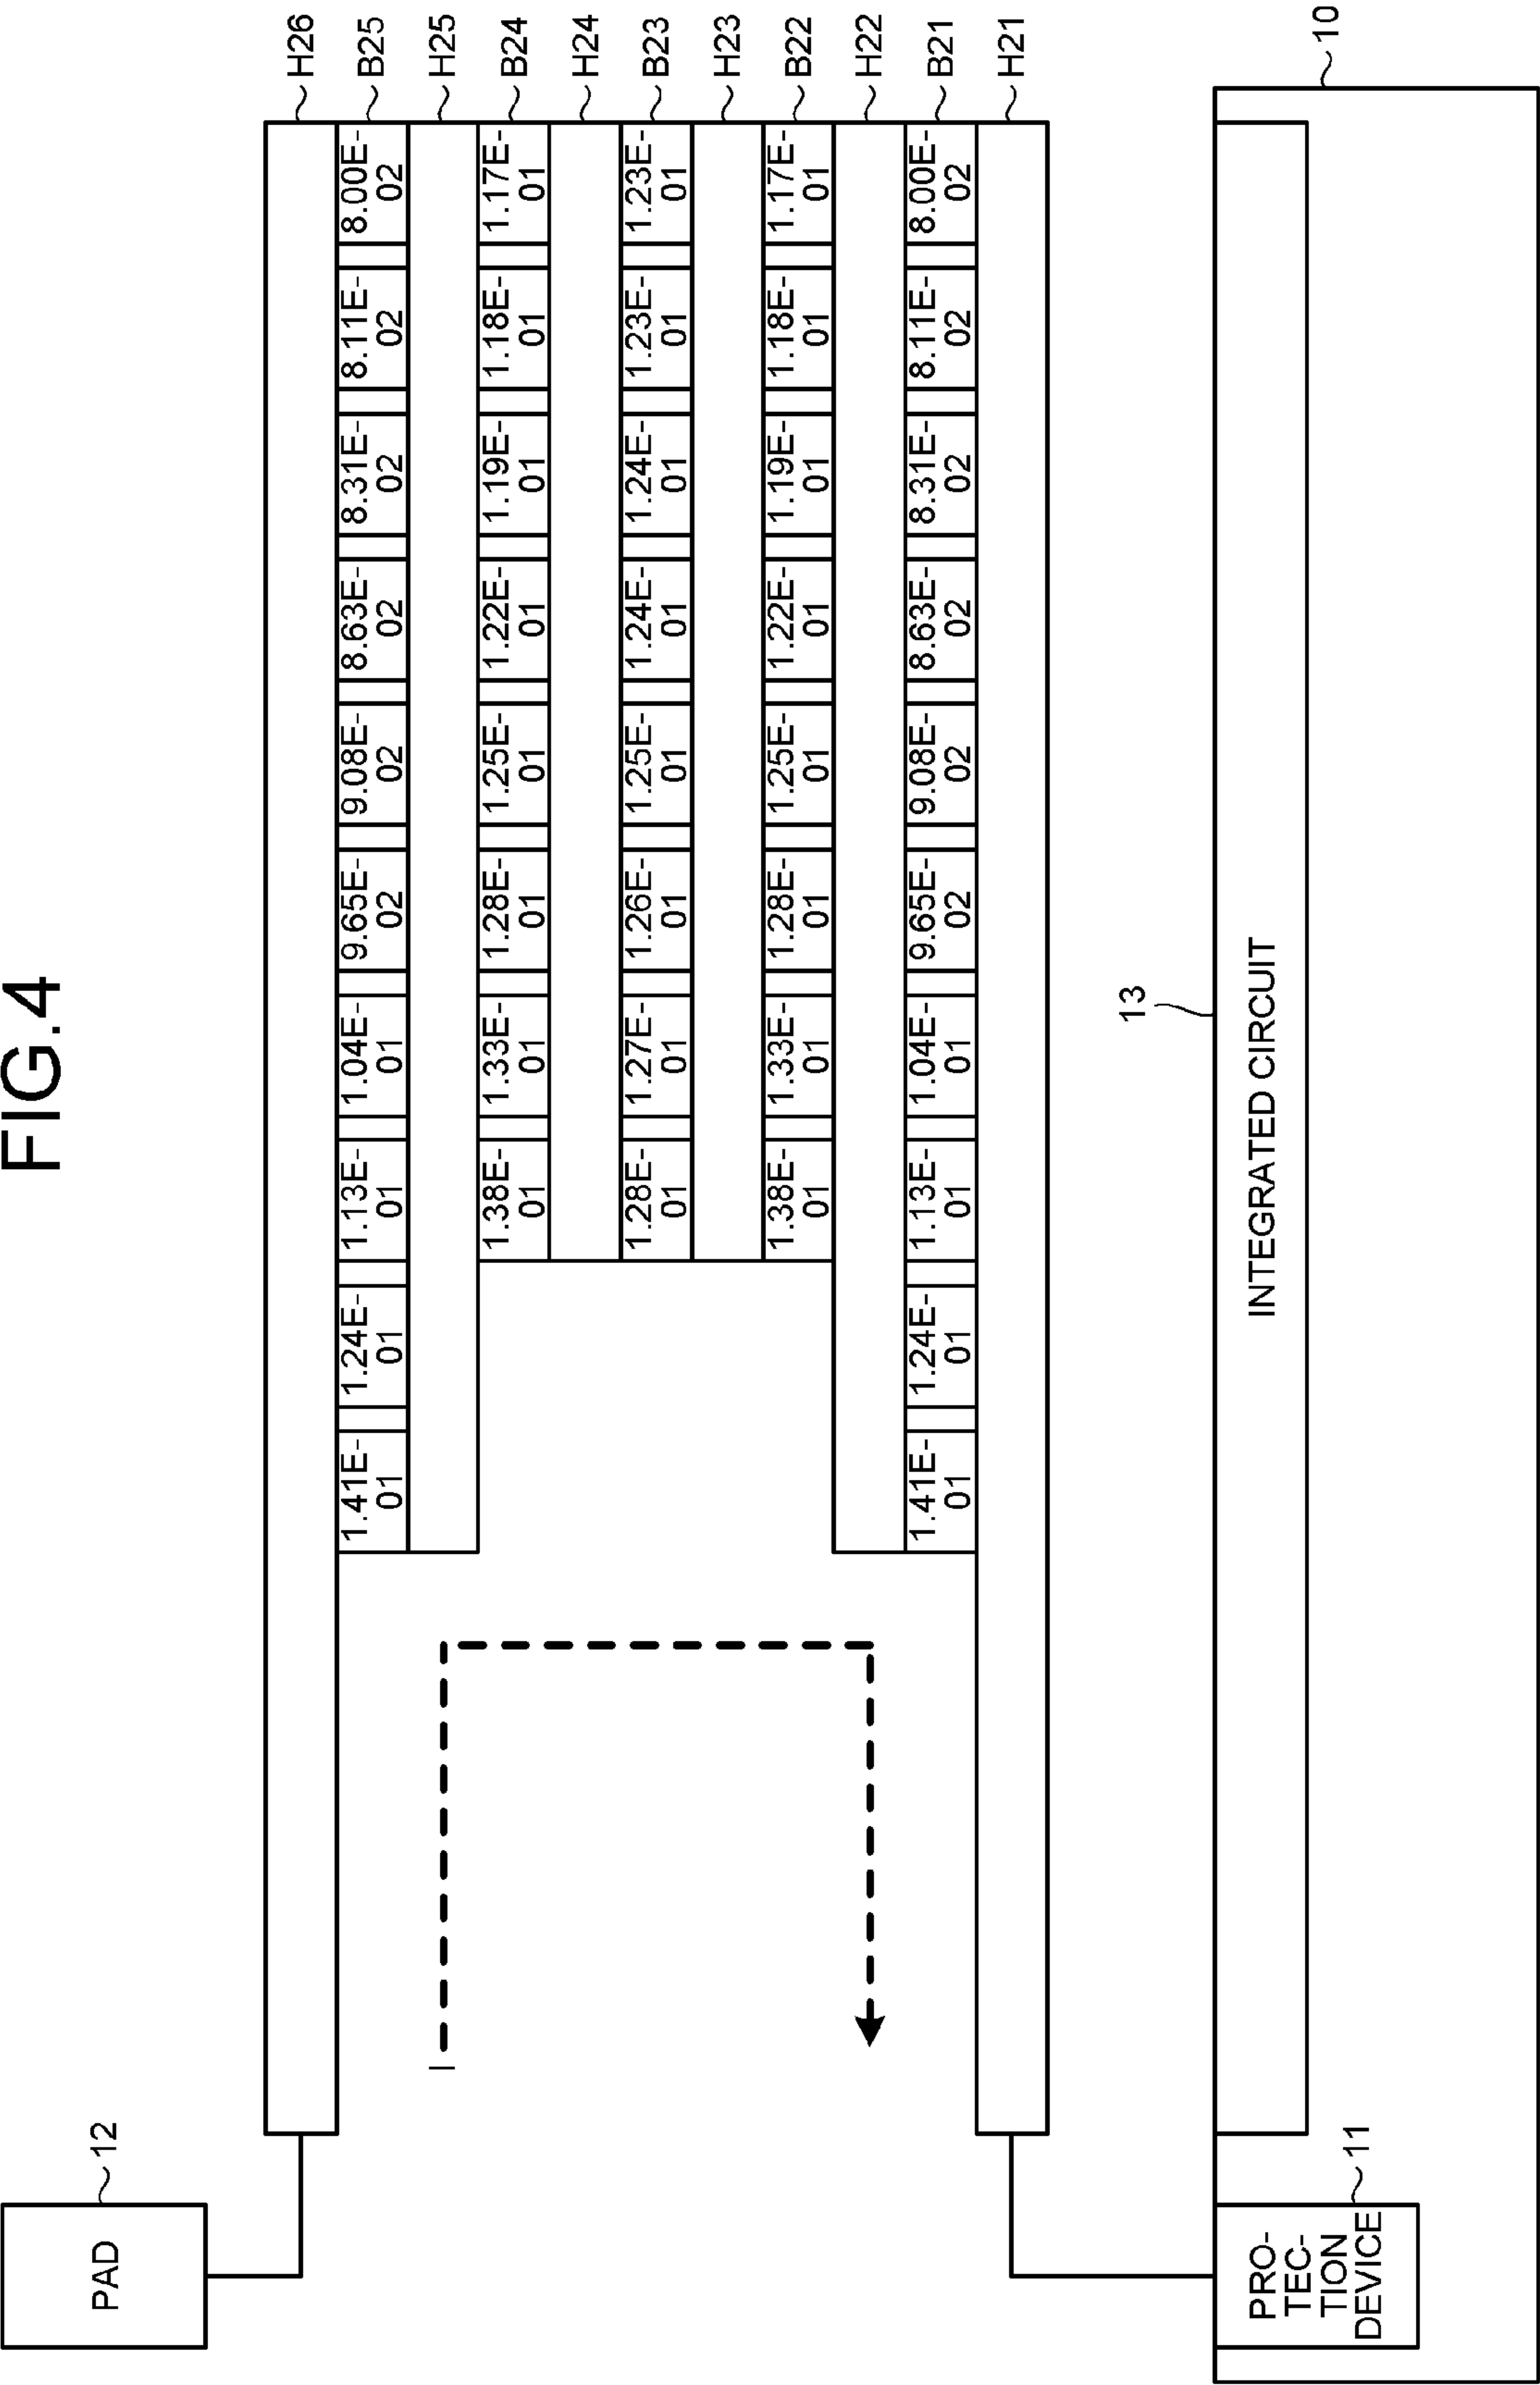 FIG.4
PAD
12
H26
1.41E- 1.24E- 1.13E- 1.04E- 9.65E- 9.08E- 8.63E- 8.31E- 8.11E- 8.00E-
01 01 01 01 02 02 02 02 02 02
B25
I
H25
1.38E- 1.33E- 1.28E- 1.25E- 1.22E- 1.19E- 1.18E- 1.17E-
01 01 01 01 01 01 01 01
B24
H24
1.28E- 1.27E- 1.26E- 1.25E- 1.24E- 1.24E- 1.23E- 1.23E-
01 01 01 01 01 01 01 01
B23
H23
1.38E- 1.33E- 1.28E- 1.25E- 1.22E- 1.19E- 1.18E- 1.17E-
01 01 01 01 01 01 01 01
B22
H22
1.41E- 1.24E- 1.13E- 1.04E- 9.65E- 9.08E- 8.63E- 8.31E- 8.11E- 8.00E-
01 01 01 01 02 02 02 02 02 02
B21
H21
13
10
PRO-
TEC-
TION
DEVICE
11
INTEGRATED CIRCUIT